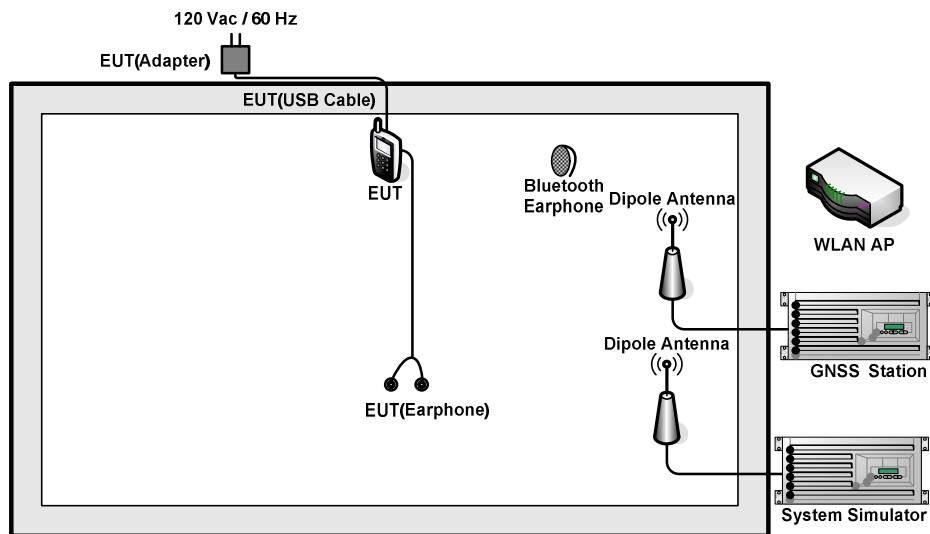 120 Vac / 60 Hz
EUT(Adapter)
EUT(USB Cable)
EUT
Bluetooth
Earphone
Dipole Antenna
WLAN AP
GNSS Station
Dipole Antenna
EUT(Earphone)
System Simulator